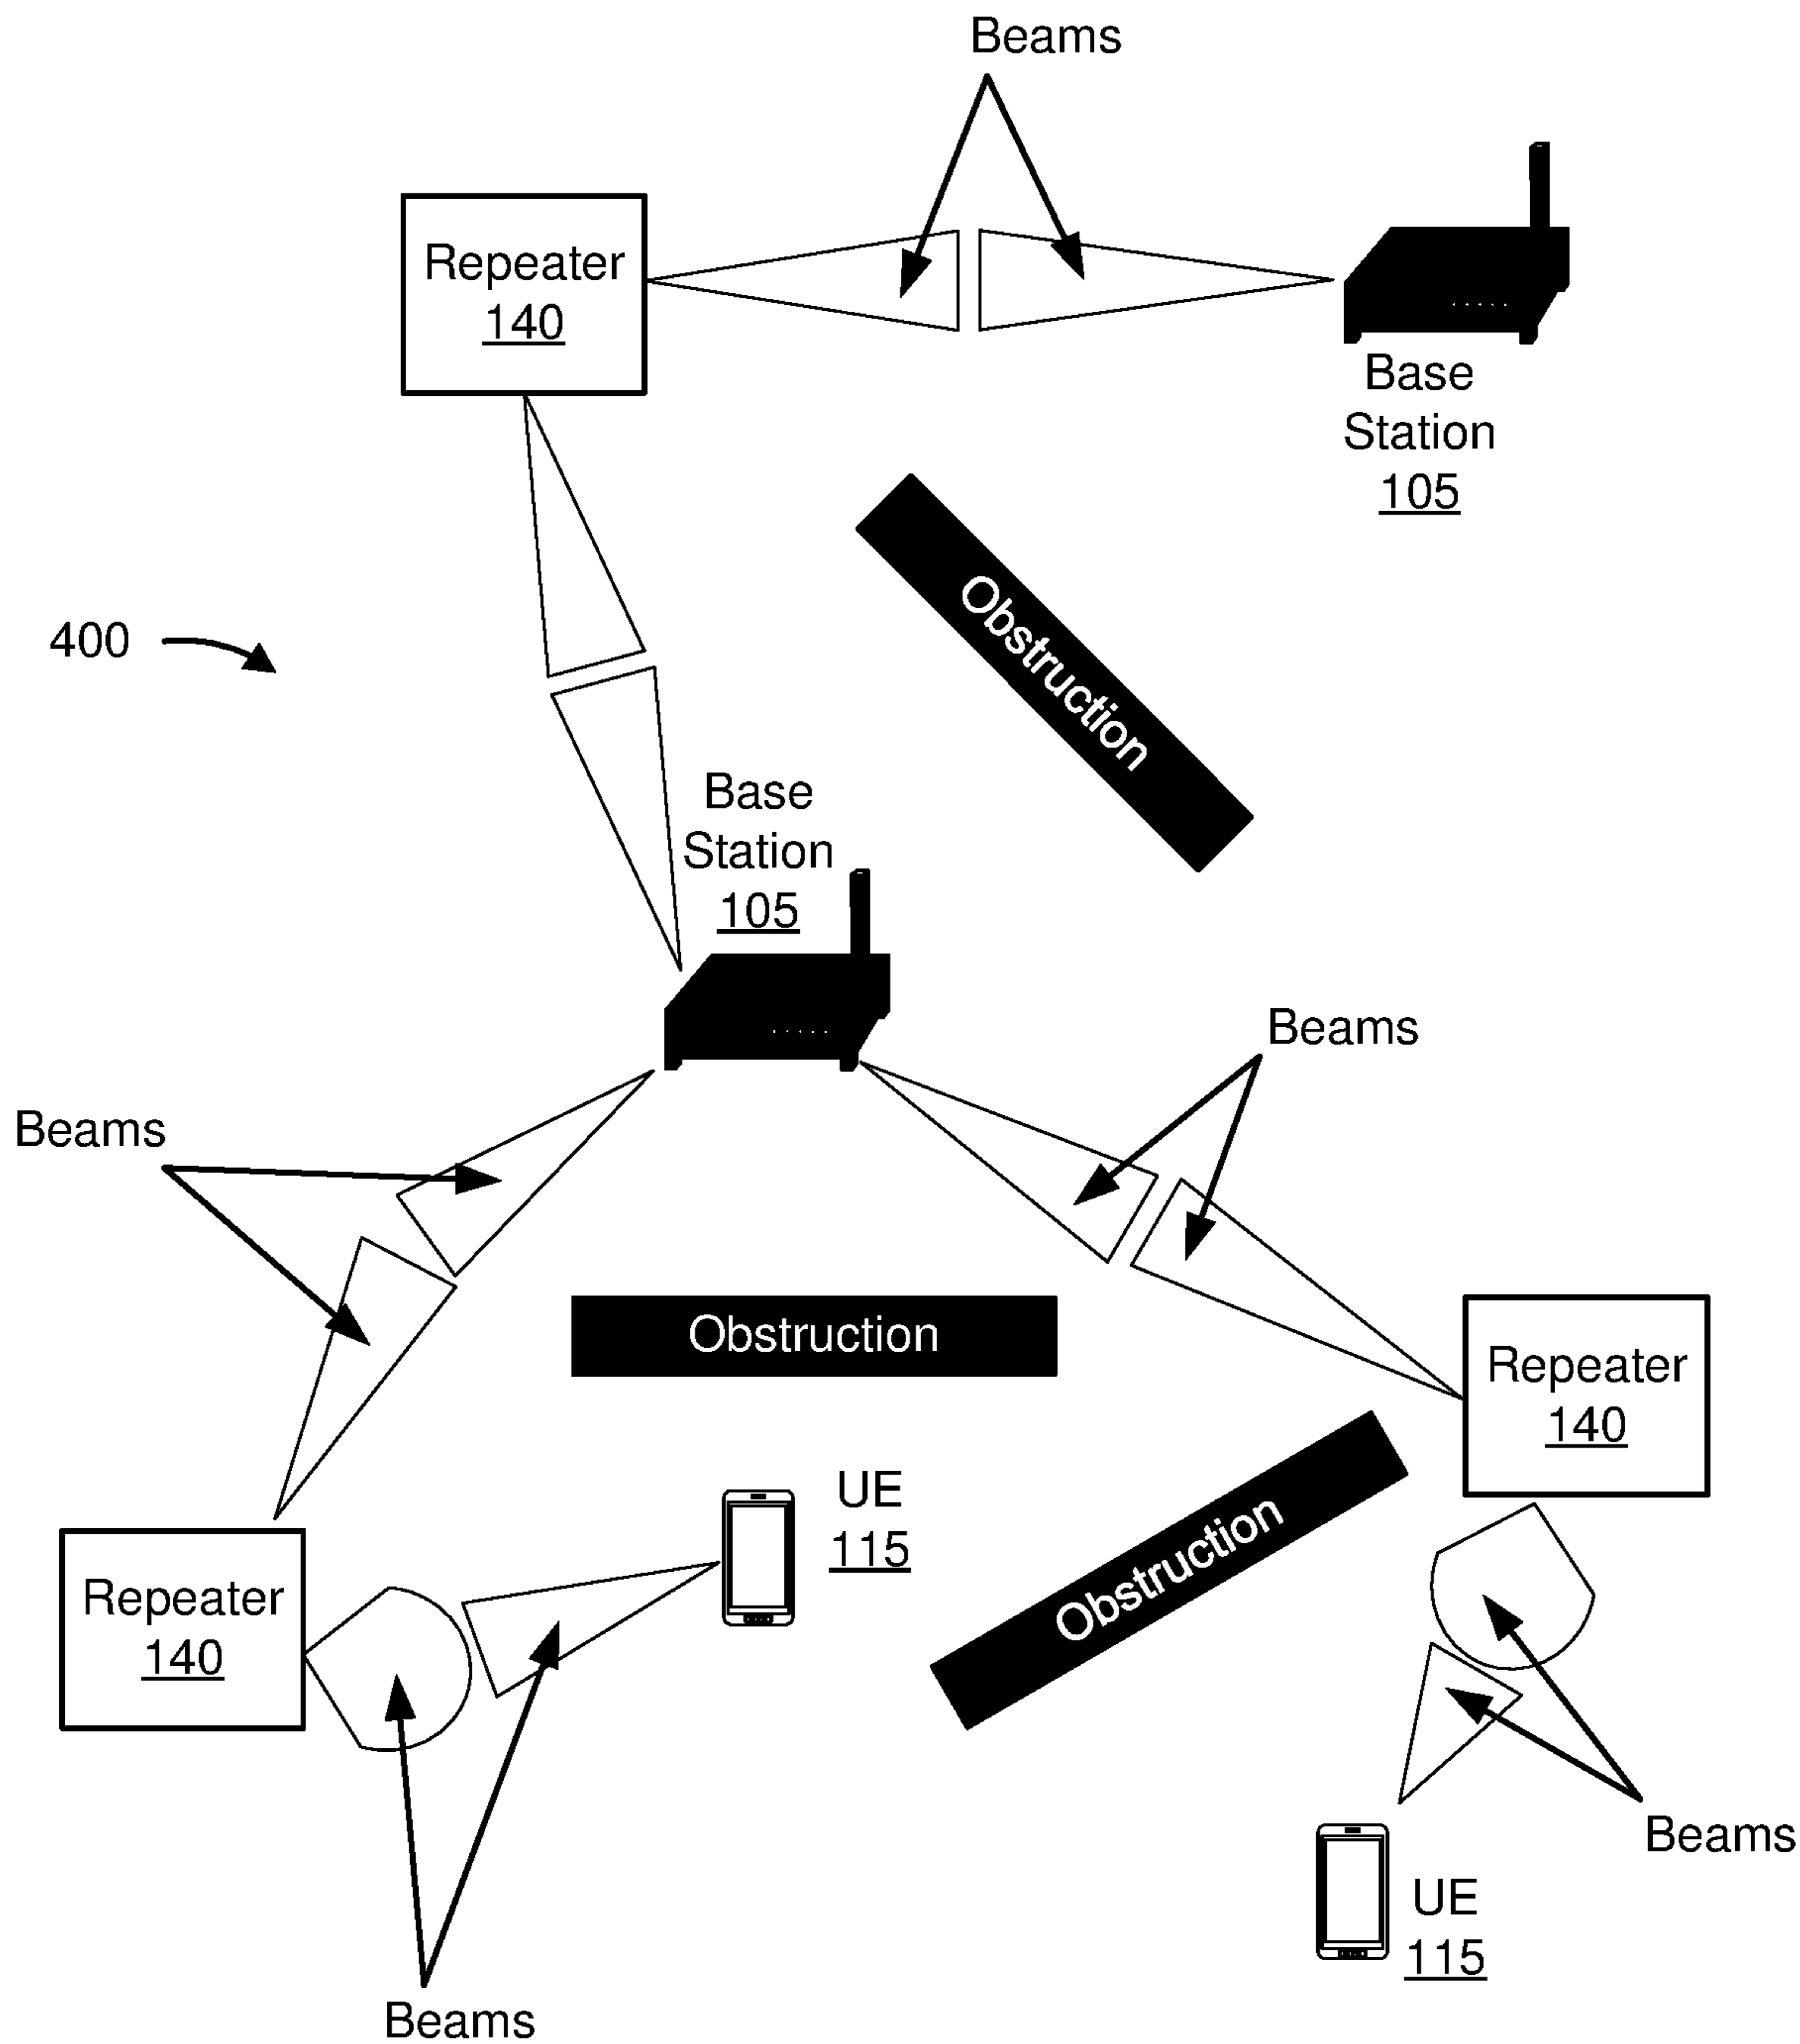 Beams
Repeater
140
Base
Station
105
Obstruction
400
Base
Station
105
Beams
Beams
Obstruction
Repeater
140
UE
115
Obstruction
Repeater
140
Beams
UE
115
Beams